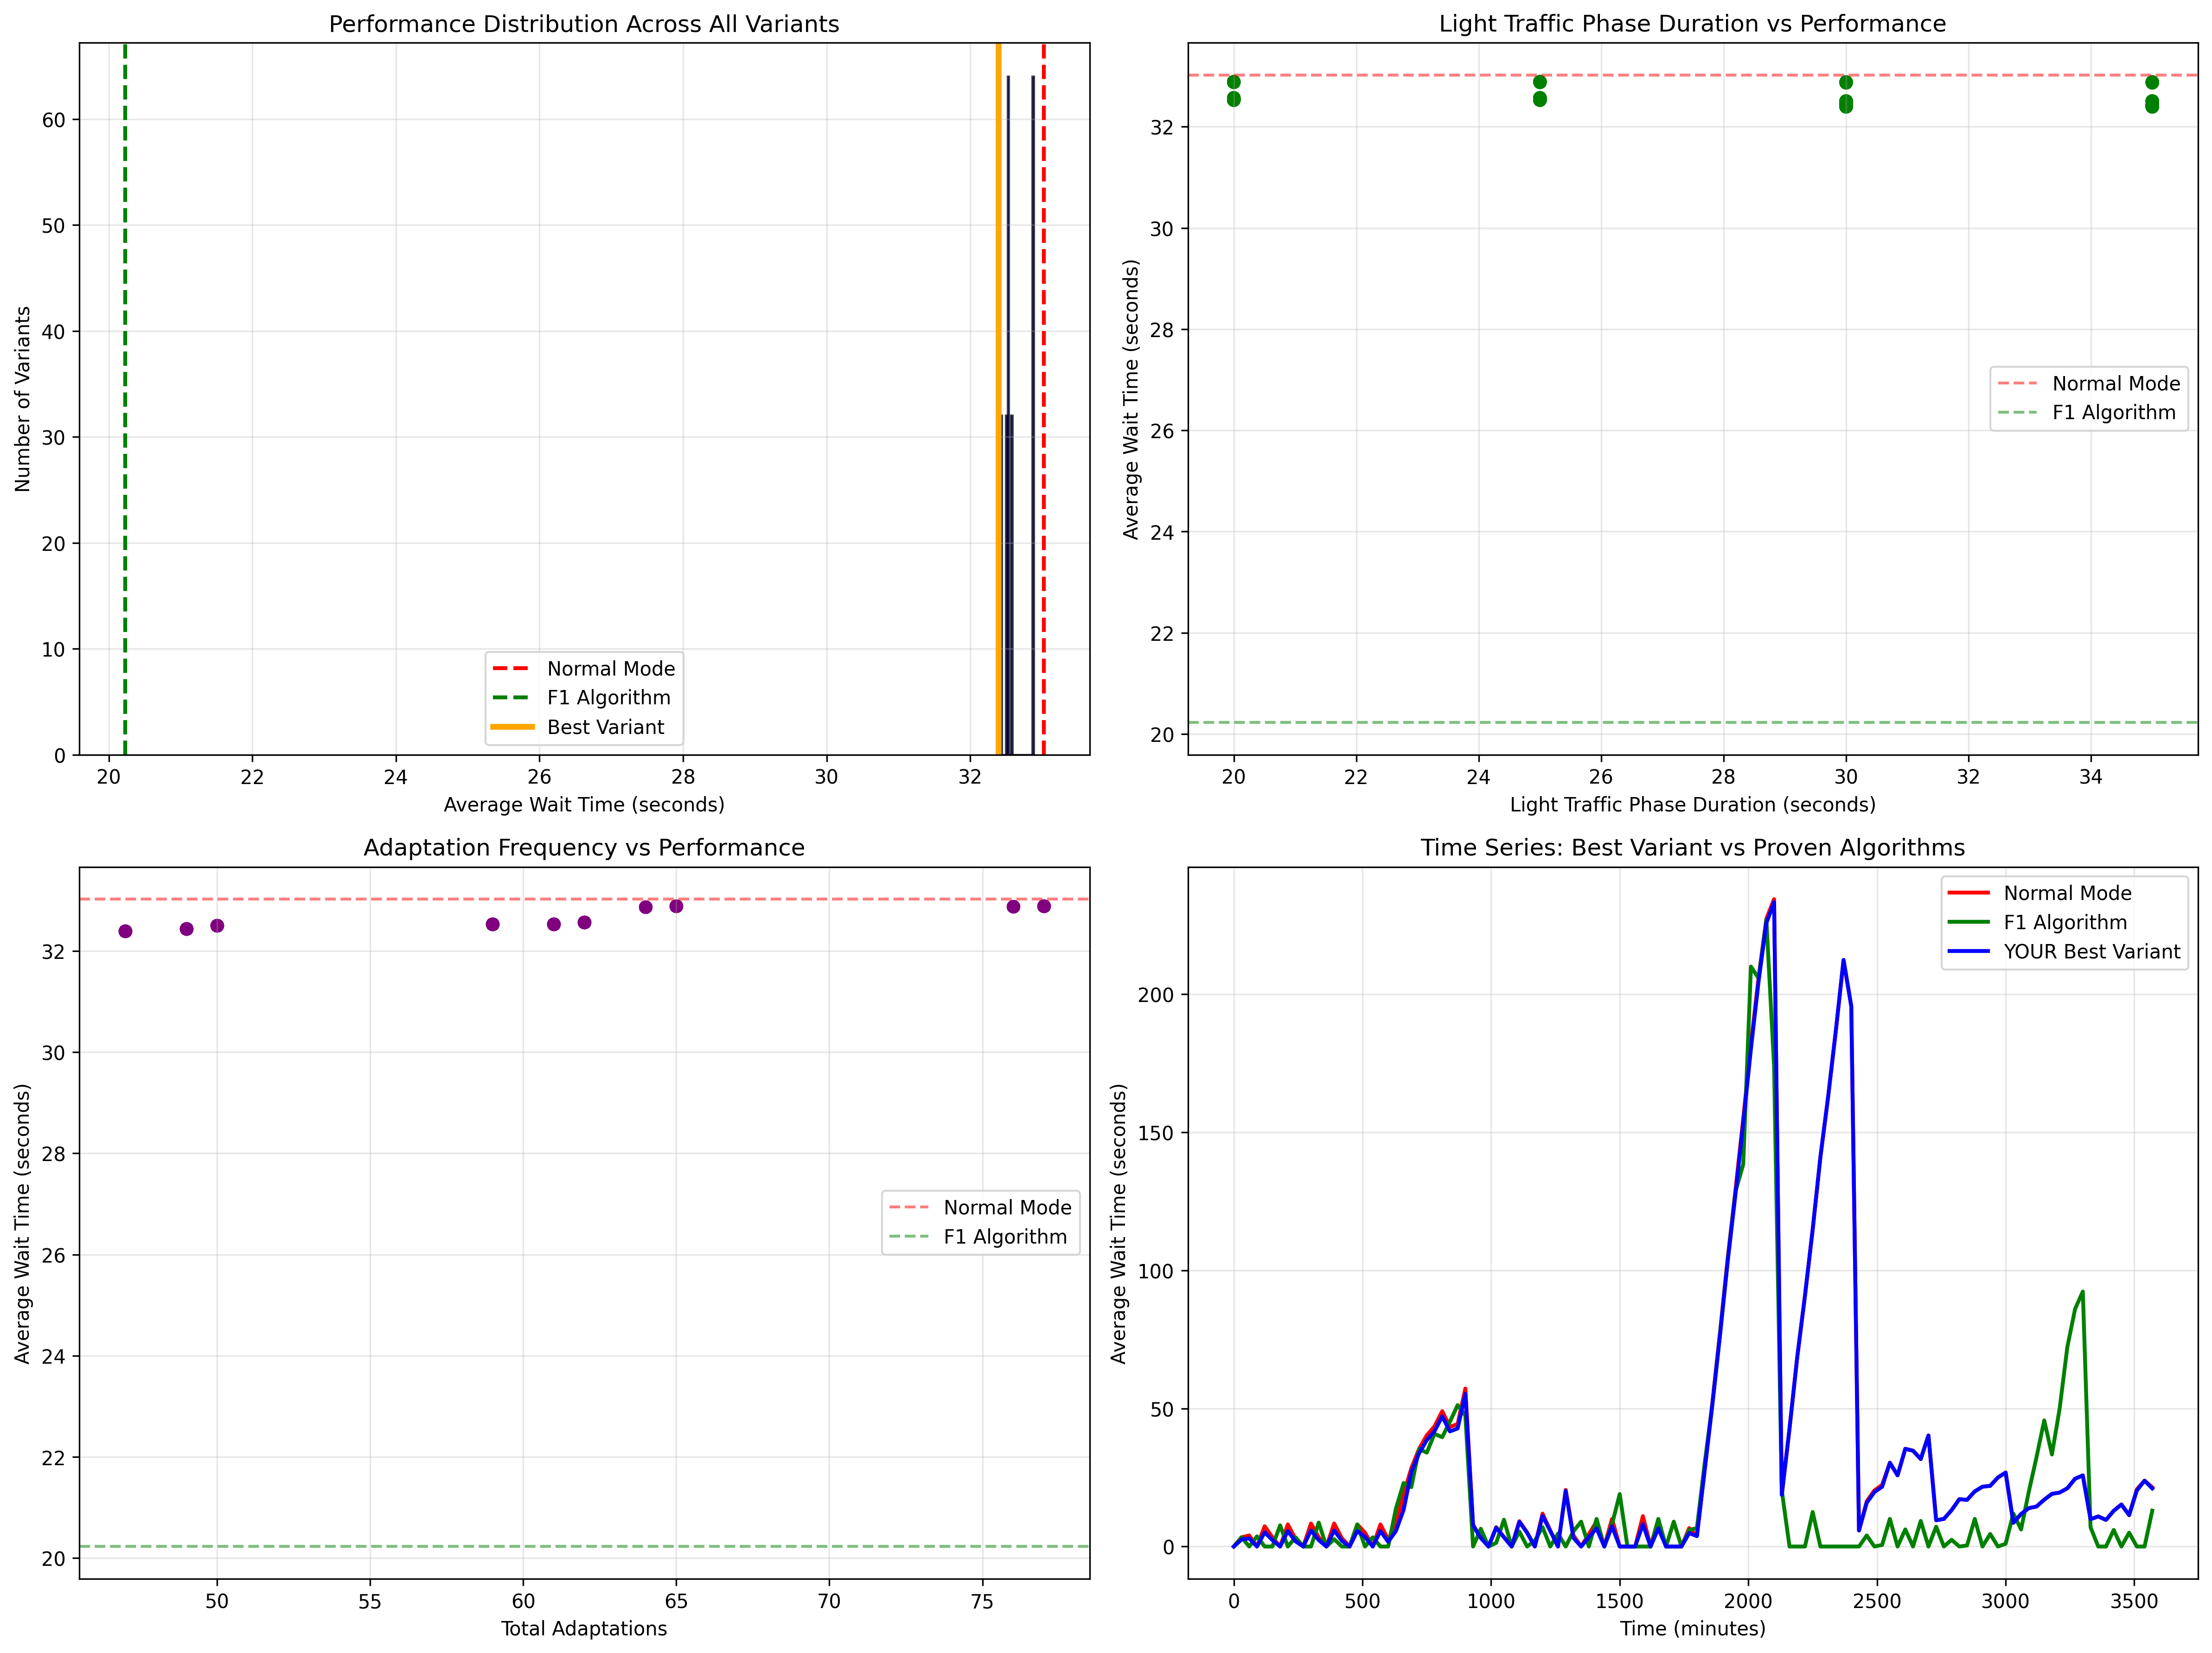 Performance Distribution Across All Variants
Number of Variants
60
50
40
30
20
10
0
20 22 24 26 28 30 32
Average Wait Time (seconds)
Normal Mode
F1 Algorithm
Best Variant
Light Traffic Phase Duration vs Performance
Average Wait Time (seconds)
32
30
28
26
24
22
20
20 22 24 26 28 30 32 34
Light Traffic Phase Duration (seconds)
Normal Mode
F1 Algorithm
Adaptation Frequency vs Performance
Average Wait Time (seconds)
32
30
28
26
24
22
20
50 55 60 65 70 75
Total Adaptations
Normal Mode
F1 Algorithm
Time Series: Best Variant vs Proven Algorithms
Average Wait Time (seconds)
200
150
100
50
0
0 500 1000 1500 2000 2500 3000 3500
Time (minutes)
Normal Mode
F1 Algorithm
YOUR Best Variant